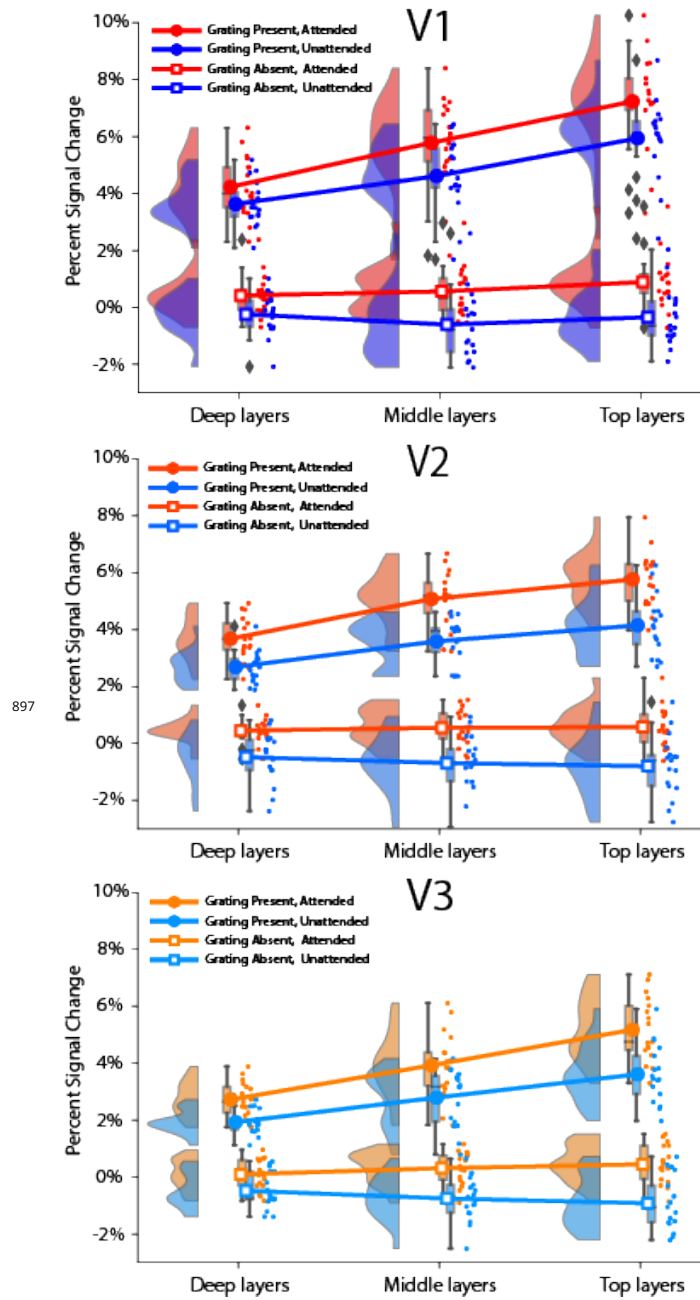 V1
10%
8%
6%
4%
2%
0%
-2%
Percent Signal Change
Grating Present, Attended
Grating Present, Unattended
Grating Absent, Attended
Grating Absent, Unattended
Deep layers Middle layers Top layers
V2
10%
8%
6%
4%
2%
0%
-2%
Percent Signal Change
Grating Present, Attended
Grating Present, Unattended
Grating Absent, Attended
Grating Absent, Unattended
897
Deep layers Middle layers Top layers
V3
10%
8%
6%
4%
2%
0%
-2%
Percent Signal Change
Grating Present, Attended
Grating Present, Unattended
Grating Absent, Attended
Grating Absent, Unattended
Deep layers Middle layers Top layers